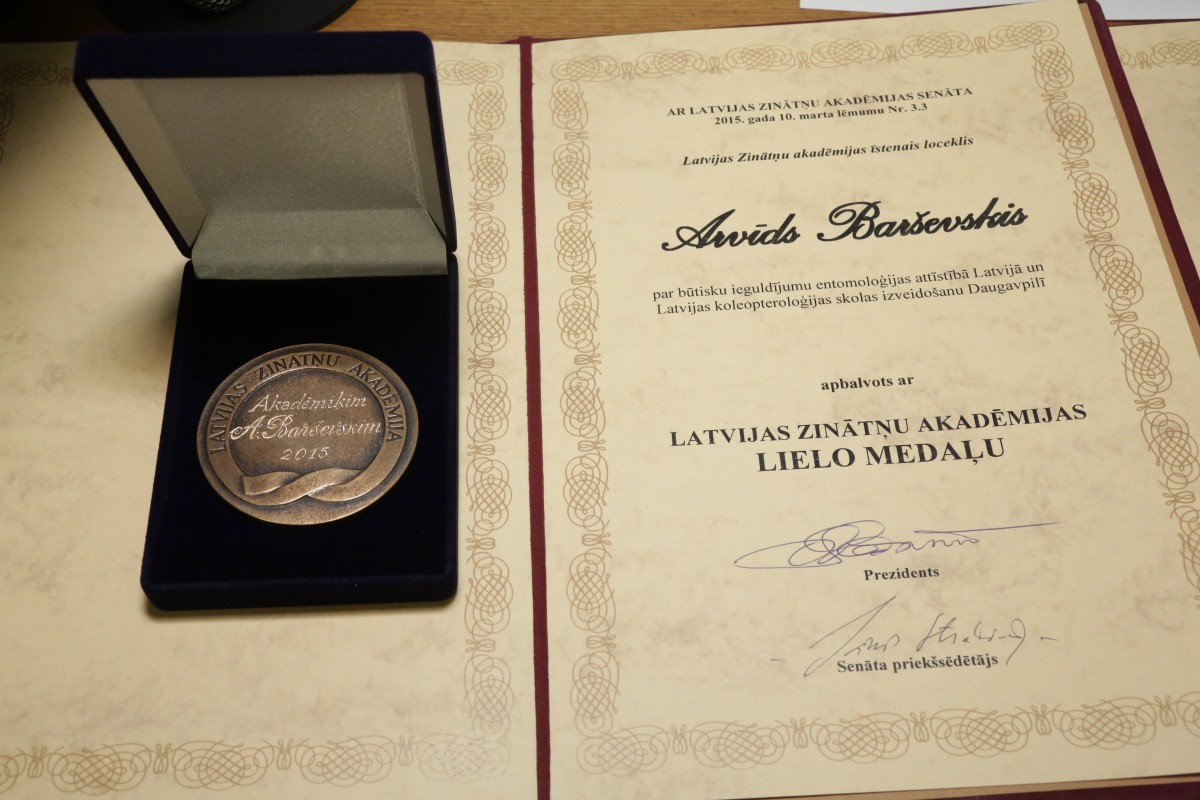 LATVIJAS ZINĀTŅU AKADĒMIJA
Akadēmiķim
A. Barševskim
2015
AR LATVIJAS ZINĀTŅU AKADĒMIJAS SENĀTA
2015. gada 10. marta lēmumu Nr. 3.3
Latvijas Zinātņu akadēmijas īstenais loceklis
Arvīds Barševskis
par būtisku ieguldījumu entomoloģijas attīstībā Latvijā un
Latvijas koleopteroloģijas skolas izveidošanu Daugavpilī
apbalvots ar
LATVIJAS ZINĀTŅU AKADĒMIJAS
LIELO MEDAĻU
Prezidents
Senāta priekšsēdētājs